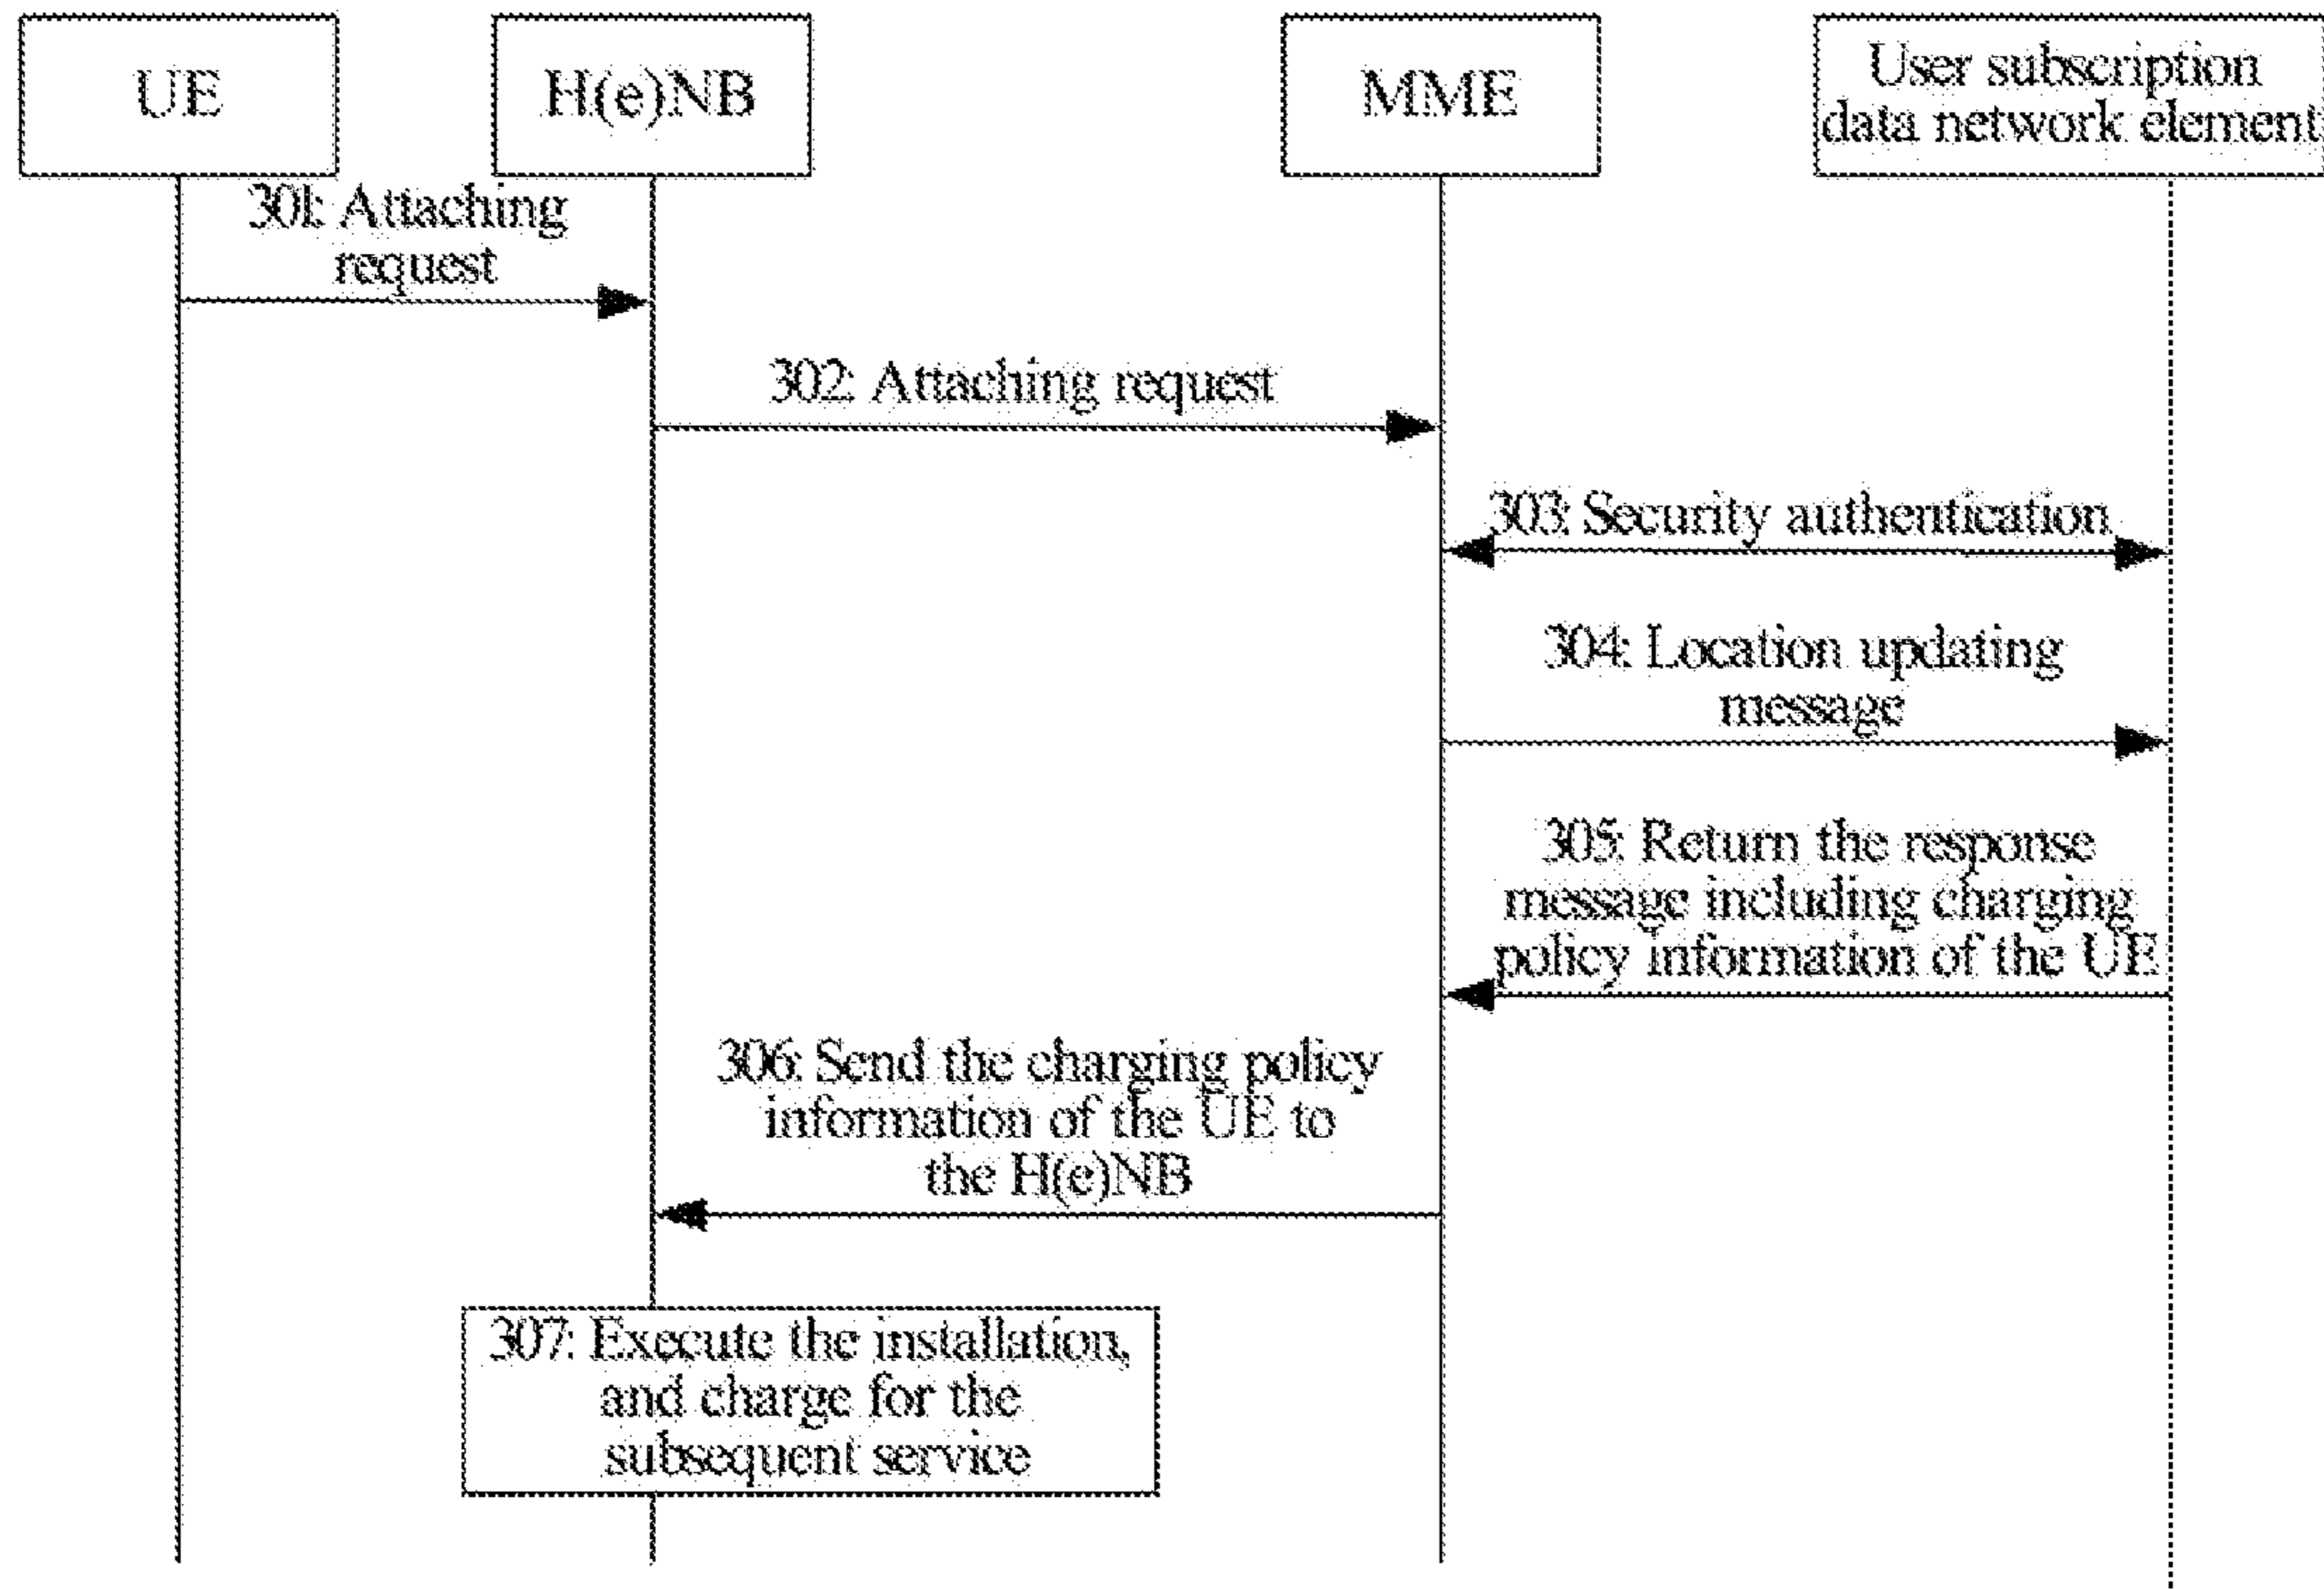 UE
H(e)NB
MME
User subscription
data network element
301: Attaching
request
302: Attaching request
303: Security authentication
304: Location updating
message
305: Return the response
message including charging
policy information of the UE
306: Send the charging policy
information of the UE to
the H(e)NB
307: Execute the installation,
and charge for the
subsequent service